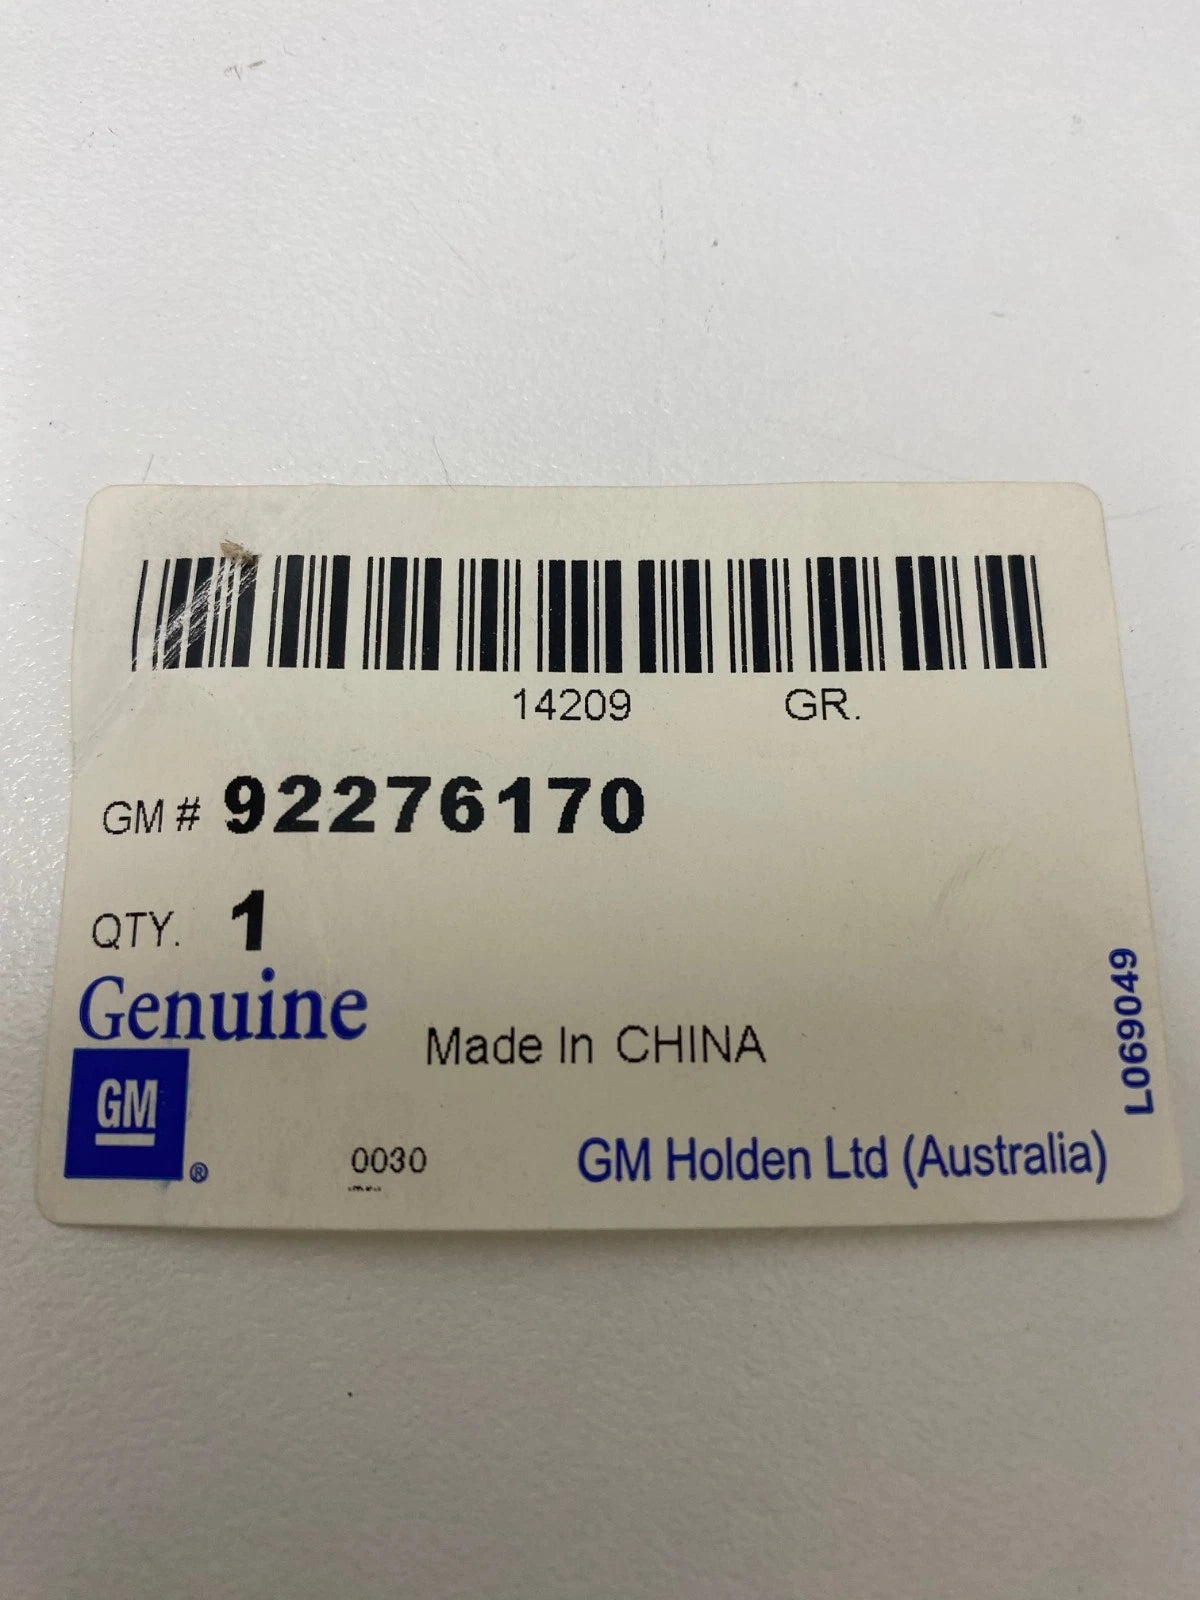 14209 GR.
GM # 92276170
QTY. 1
Genuine
Made In CHINA
GM ®
0030
GM Holden Ltd (Australia)
L069049